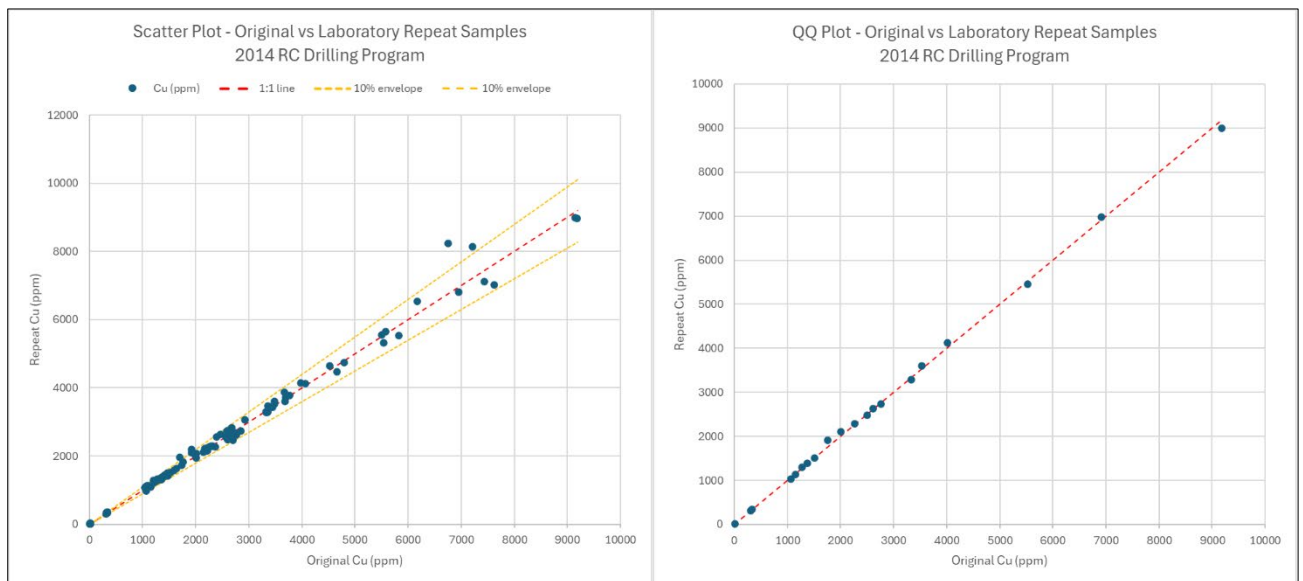 Scatter Plot - Original vs Laboratory Repeat Samples
2014 RC Drilling Program
Cu (ppm) 1:1 line 10% envelope 10% envelope
12000
10000
8000
6000
4000
2000
0
Repeat Cu (ppm)
0 1000 2000 3000 4000 5000 6000 7000 8000 9000 10000
Original Cu (ppm)
QQ Plot - Original vs Laboratory Repeat Samples
2014 RC Drilling Program
10000
9000
8000
7000
6000
5000
4000
3000
2000
1000
0
Repeat Cu (ppm)
0 1000 2000 3000 4000 5000 6000 7000 8000 9000 10000
Original Cu (ppm)